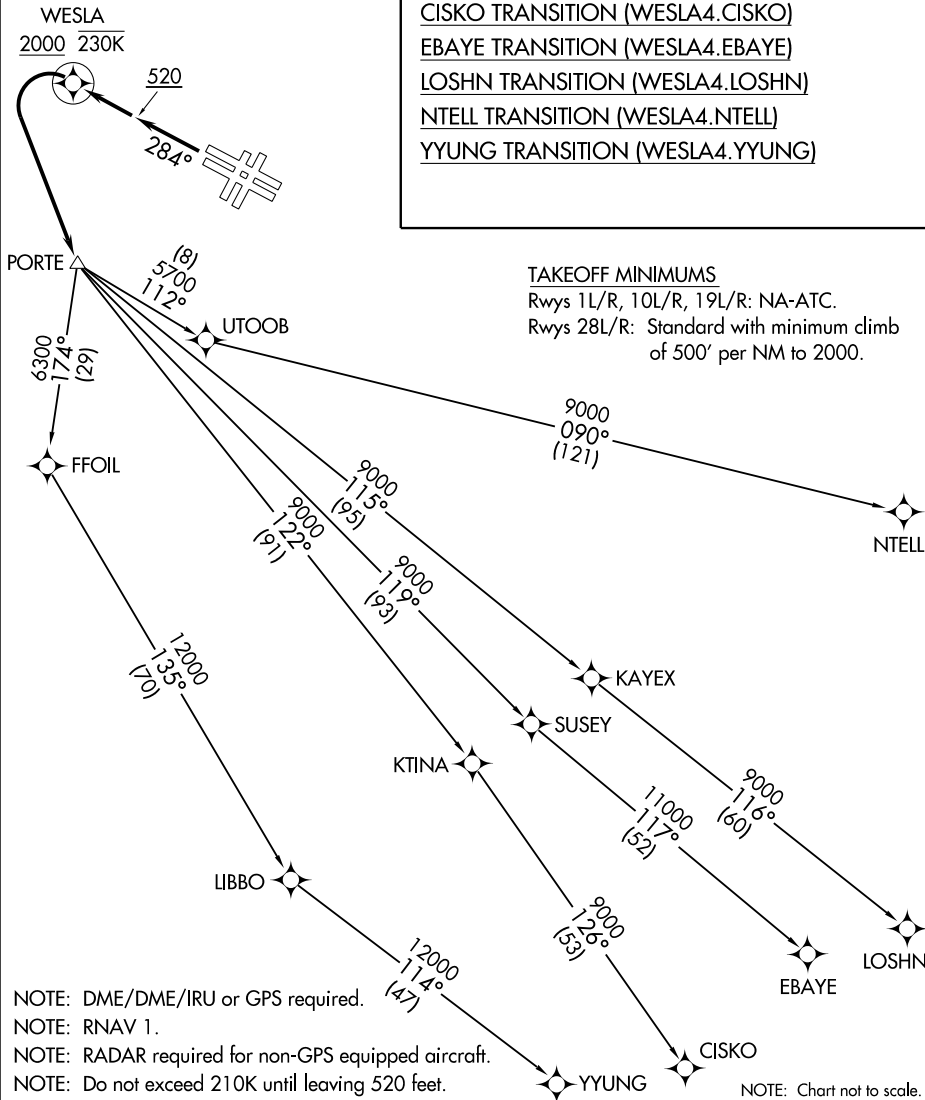 WESLA
2000 230K
520
284°
CISKO TRANSITION (WESLA4.CISKO)
EBAYE TRANSITION (WESLA4.EBAYE)
LOSHN TRANSITION (WESLA4.LOSHN)
NTELL TRANSITION (WESLA4.NTELL)
YYUNG TRANSITION (WESLA4.YYUNG)
TAKEOFF MINIMUMS
Rwys 1L/R, 10L/R, 19L/R: NA-ATC.
Rwys 28L/R: Standard with minimum climb
of 500' per NM to 2000.
PORTE
(8)
5700
112°
UTOOB
6300
174°
(29)
FFOIL
9000
090°
(121)
NTELL
9000
115°
(95)
9000
122°
(91)
9000
119°
(93)
KAYEX
SUSEY
KTINA
12000
135°
(70)
LIBBO
9000
116°
(60)
11000
117°
(52)
9000
126°
(53)
12000
114°
(47)
LOSHN
EBAYE
CISKO
YYUNG
NOTE: DME/DME/IRU or GPS required.
NOTE: RNAV 1.
NOTE: RADAR required for non-GPS equipped aircraft.
NOTE: Do not exceed 210K until leaving 520 feet.
NOTE: Chart not to scale.